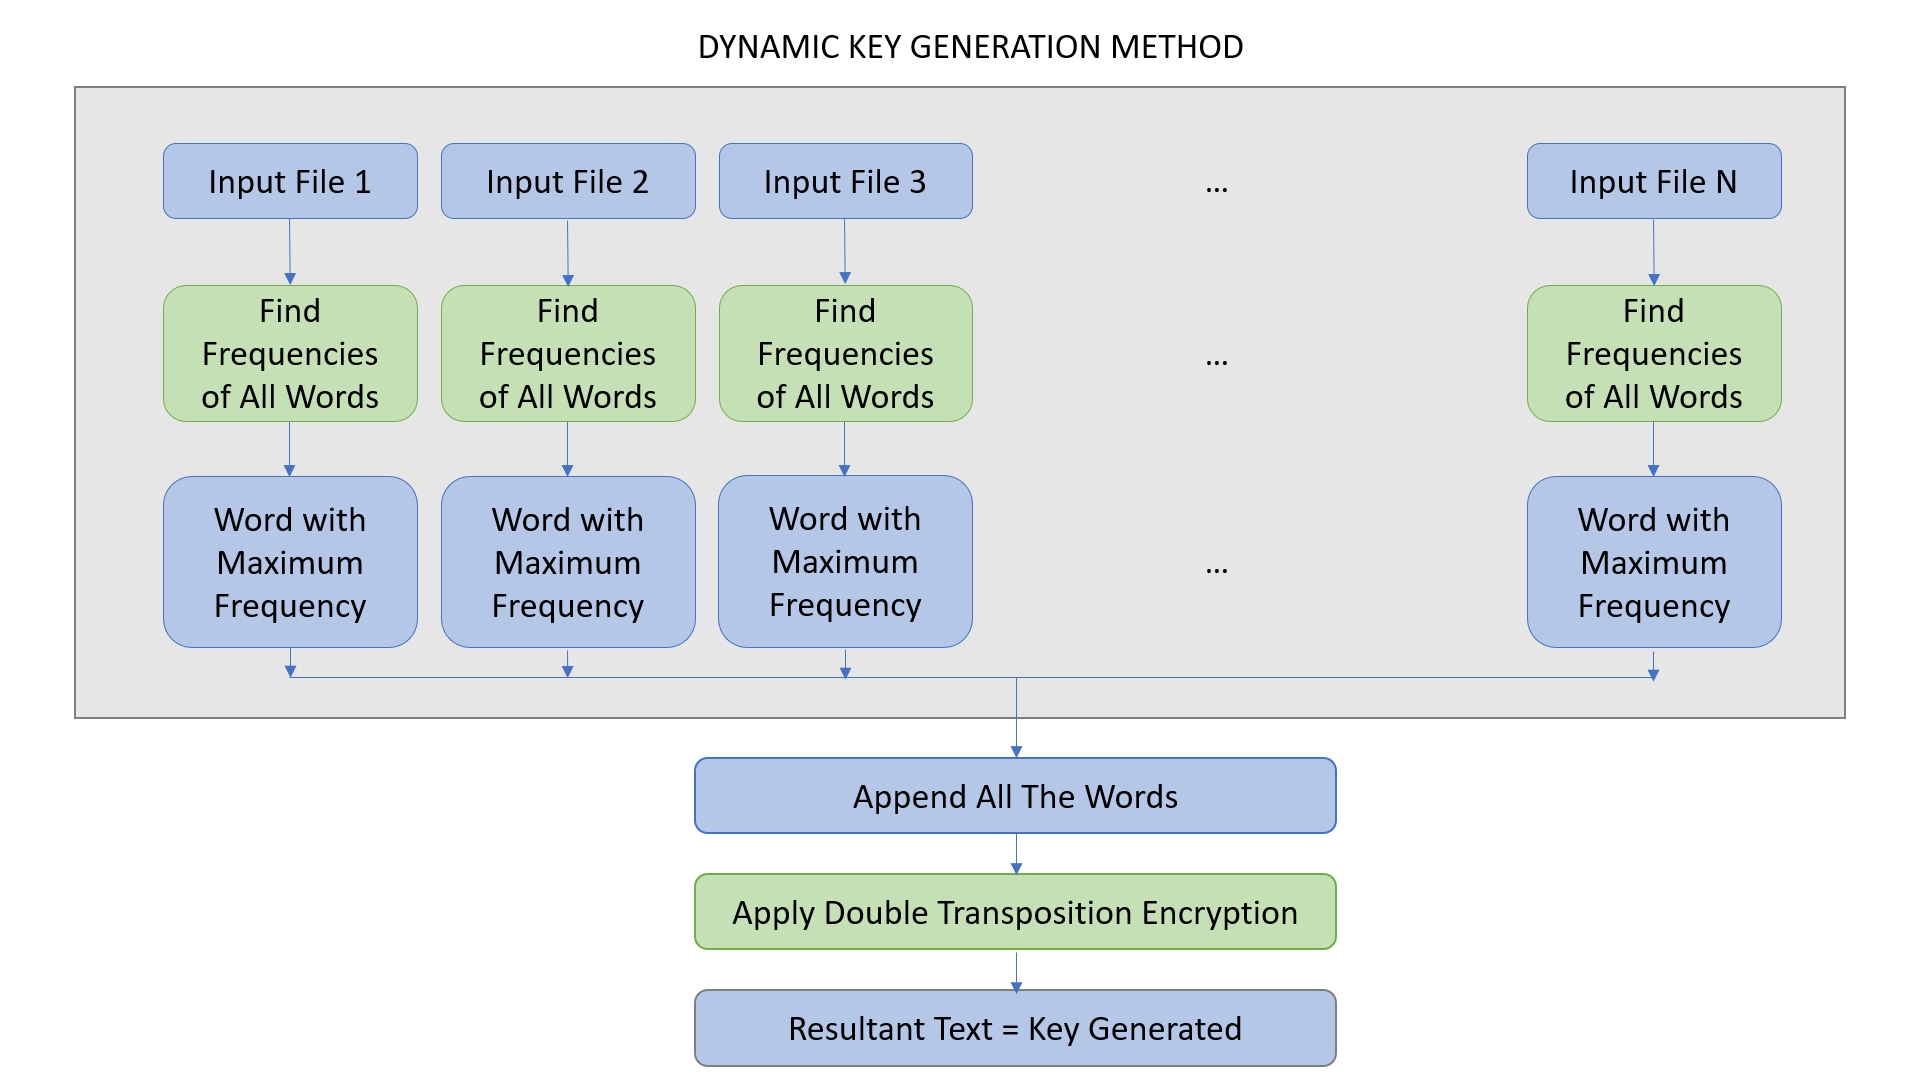 DYNAMIC KEY GENERATION METHOD
Input File 1
Input File 2
Input File 3
...
Input File N
Find
Frequencies
of All Words
Find
Frequencies
of All Words
Find
Frequencies
of All Words
...
Find
Frequencies
of All Words
Word with
Maximum
Frequency
Word with
Maximum
Frequency
Word with
Maximum
Frequency
...
Word with
Maximum
Frequency
Append All The Words
Apply Double Transposition Encryption
Resultant Text = Key Generated